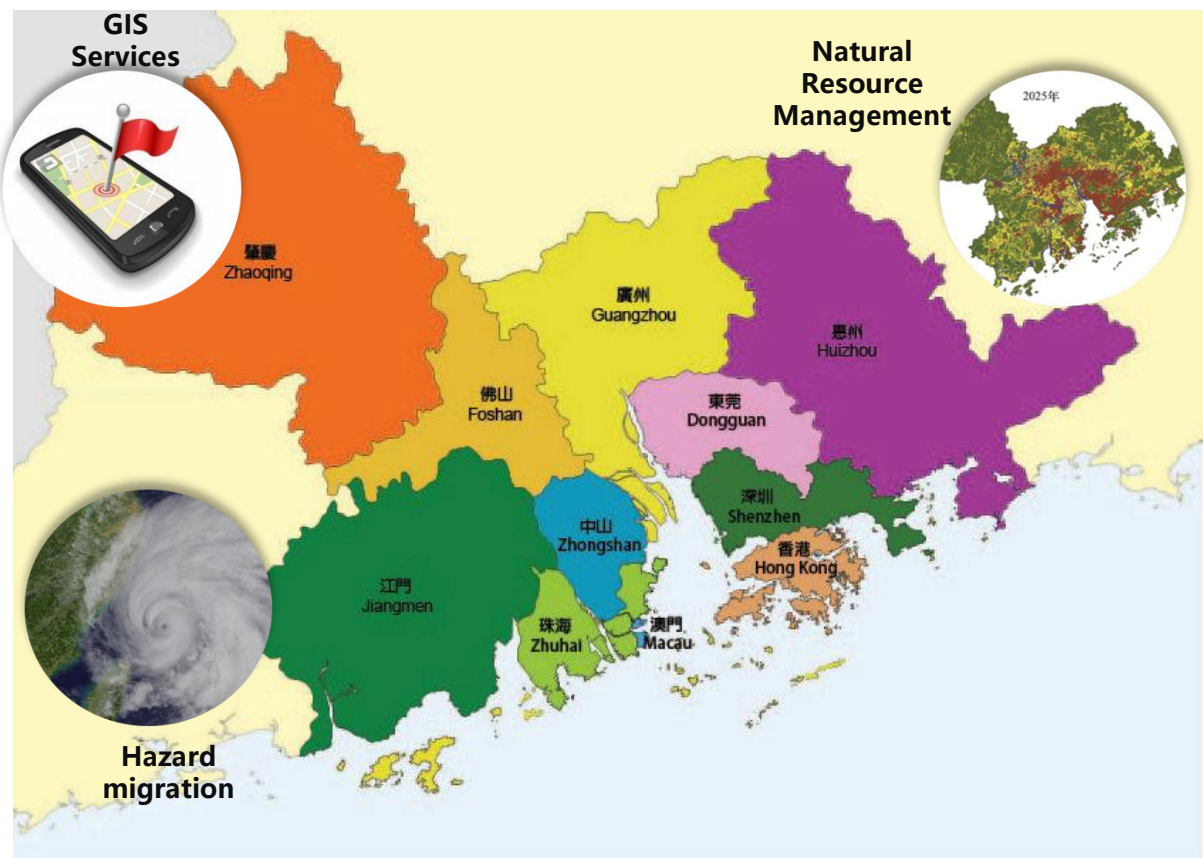 GIS
Services
Natural
Resource
Management
2025年
肇慶
Zhaoqing
廣州
Guangzhou
惠州
Huizhou
佛山
Foshan
東莞
Dongguan
深圳
Shenzhen
中山
Zhongshan
香港
Hong Kong
江門
Jiangmen
珠海
Zhuhai
澳門
Macau
Hazard
migration